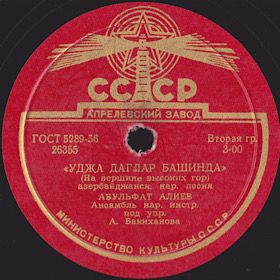 СССР
АПРЕЛЕВСКИЙ ЗАВОД
ГОСТ 5289-56
26355
Вторая гр.
3-00
«УДЖА ДАГЛАР БАШИНДА»
(На вершине высоких гор)
азербайджанск. нар. песня
АБУЛЬФАТ АЛИЕВ
Ансамбль нар. инстр.
под упр.
А. Бакиханова
МИНИСТЕРСТВО КУЛЬТУРЫ СССР